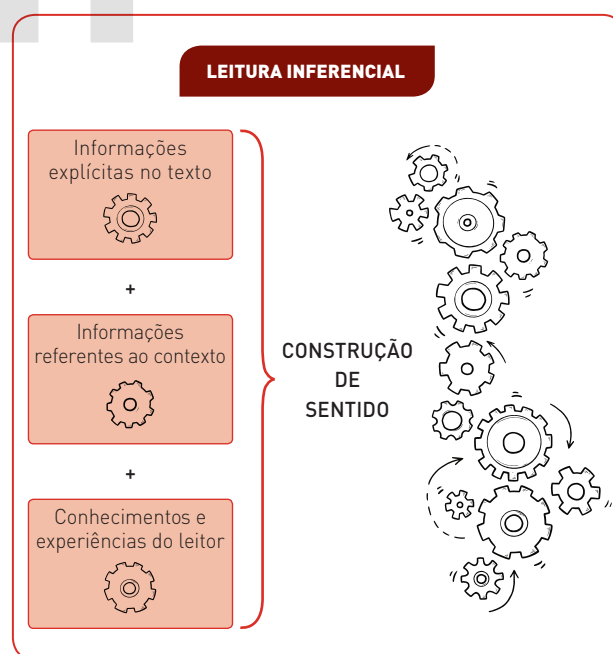 LEITURA INFERENCIAL
Informações
explícitas no texto
+
Informações
referentes ao contexto
+
Conhecimentos e
experiências do leitor
CONSTRUÇÃO
DE
SENTIDO